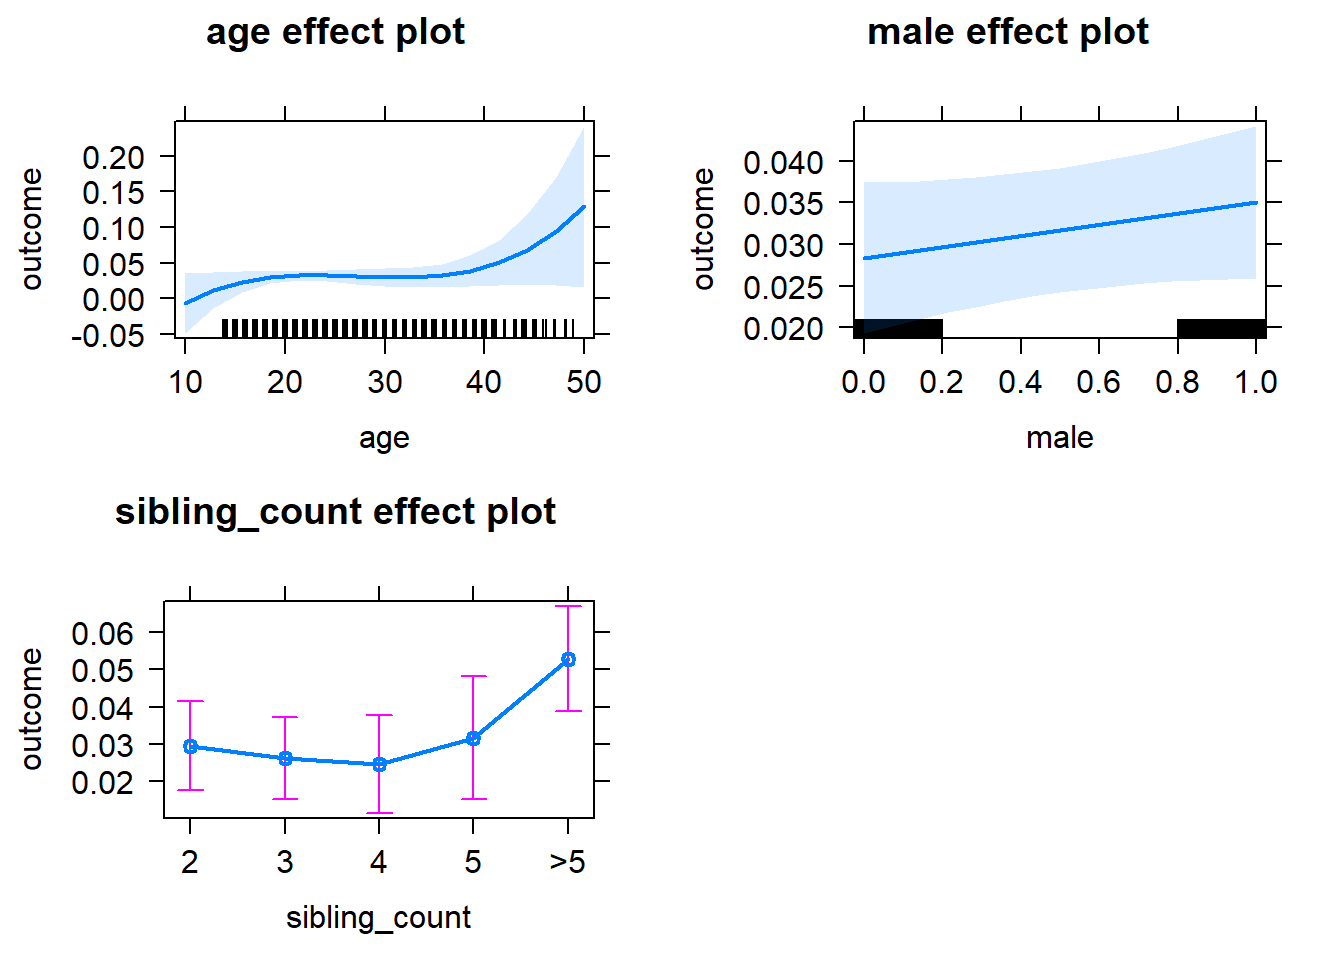 age effect plot
outcome
0.20
0.15
0.10
0.05
0.00
-0.05
10 20 30 40 50
age
male effect plot
outcome
0.040
0.035
0.030
0.025
0.020
0.0 0.2 0.4 0.6 0.8 1.0
male
sibling_count effect plot
outcome
0.06
0.05
0.04
0.03
0.02
2 3 4 5 >5
sibling_count